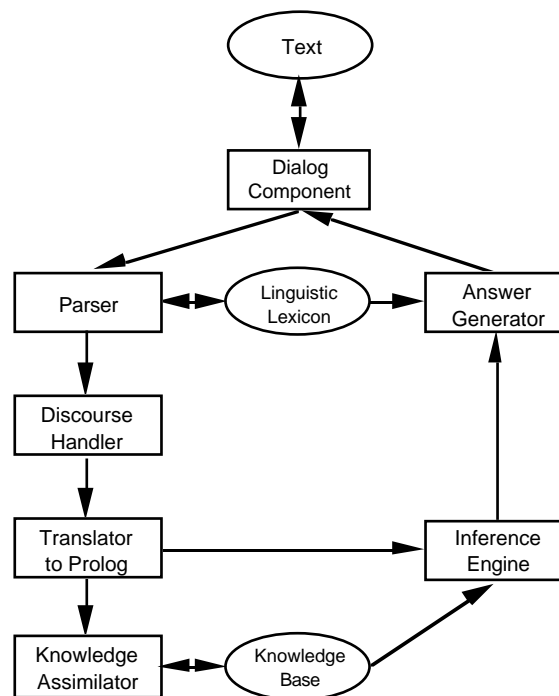 Text
Dialog
Component
Parser
Linguistic
Lexicon
Answer
Generator
Discourse
Handler
Translator
to Prolog
Inference
Engine
Knowledge
Assimilator
Knowledge
Base